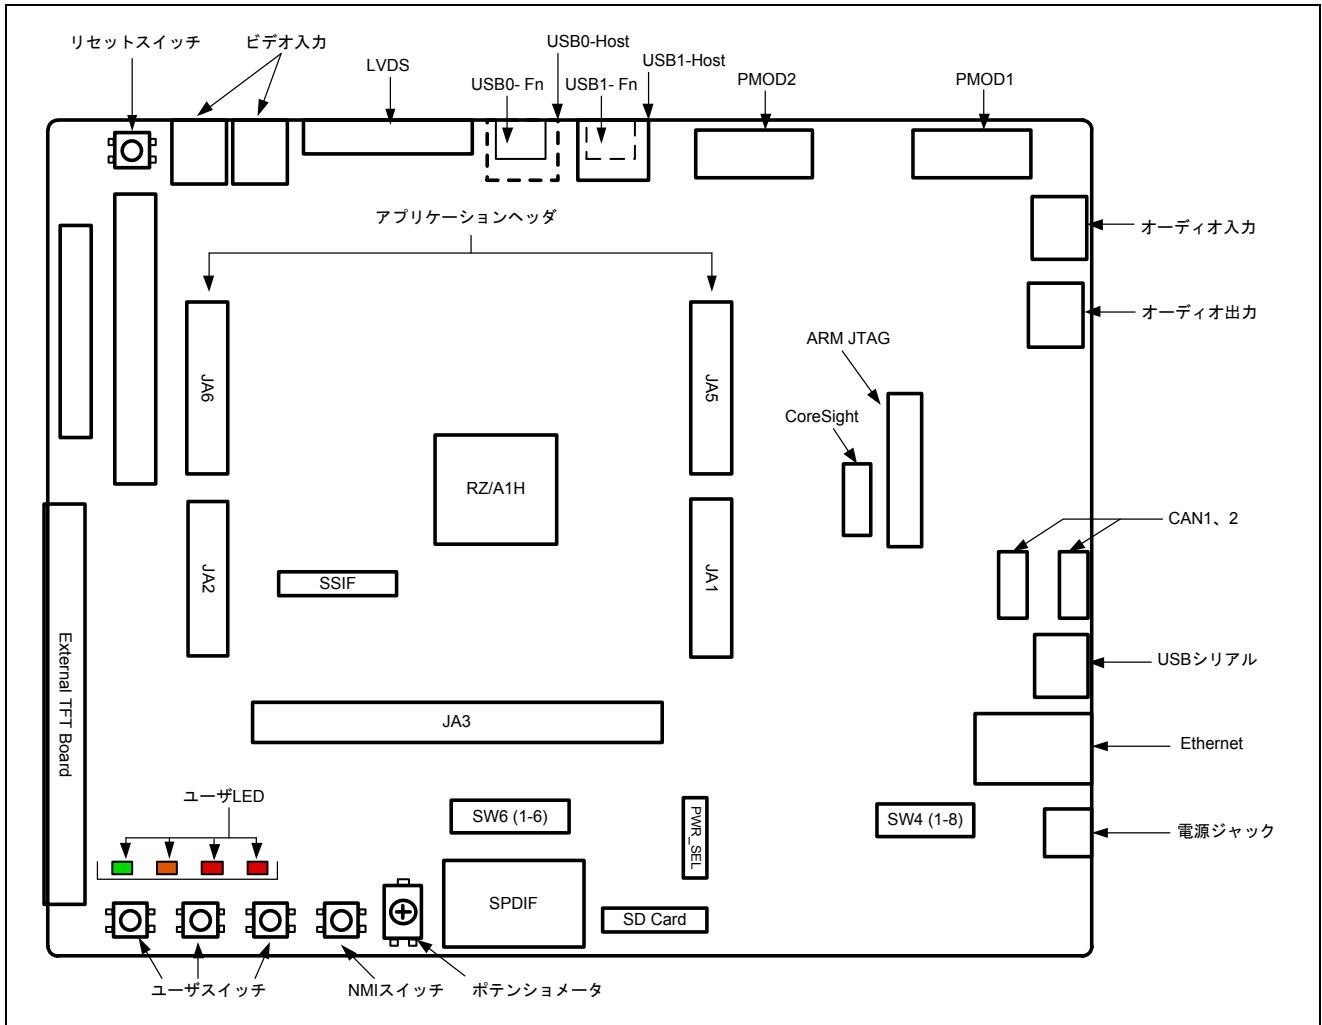 リセットスイッチ
ビデオ入力
LVDS
USB0-Host
USB0- Fn
USB1- Fn
USB1-Host
PMOD2
PMOD1
アプリケーションヘッダ
オーディオ入力
オーディオ出力
ARM JTAG
CoreSight
JA6
JA5
RZ/A1H
CAN1、2
SSIF
JA2
JA1
External TFT Board
USBシリアル
JA3
Ethernet
ユーザLED
SW6 (1-6)
PWR_SEL
SW4 (1-8)
電源ジャック
SPDIF
SD Card
ユーザスイッチ
NMIスイッチ
ポテンショメータ